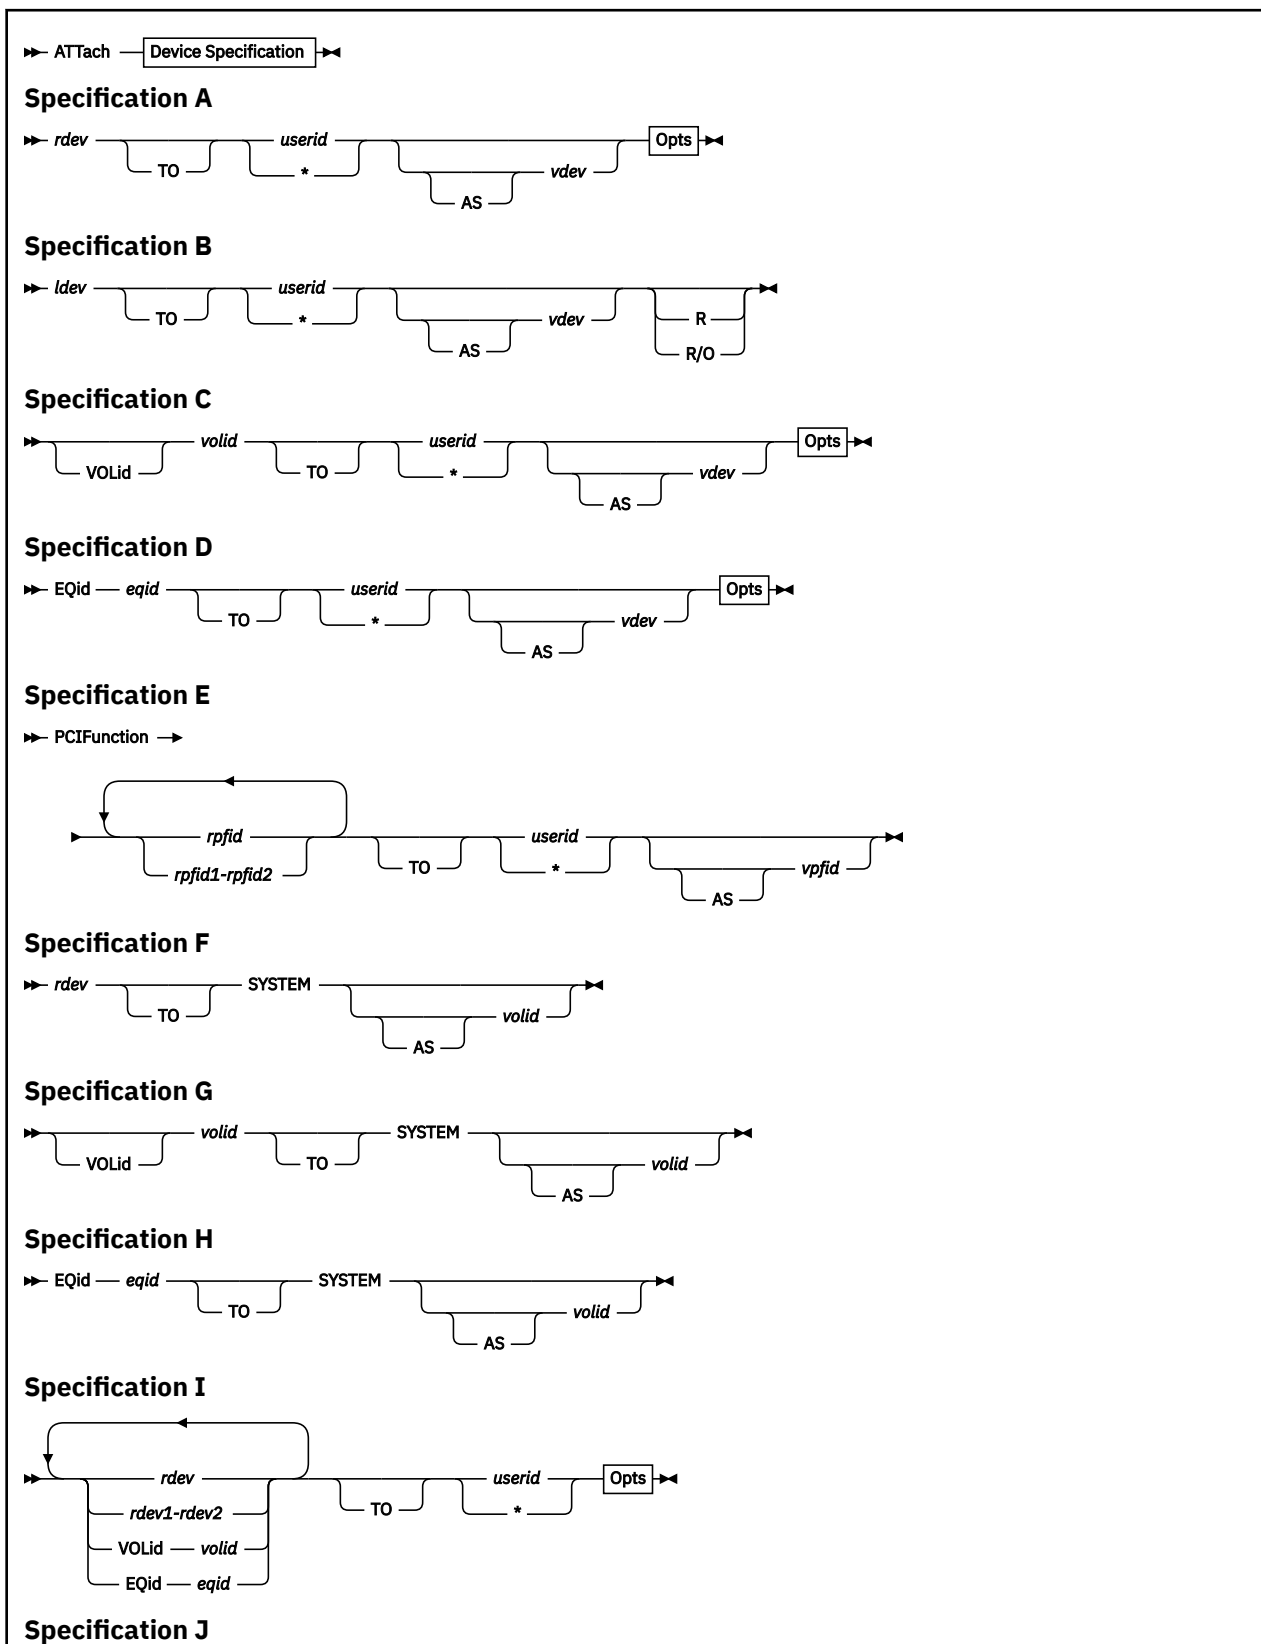 ATTach Device Specification
Specification A
rdev userid Opts
TO * vdev
AS
Specification B
ldev userid
TO * vdev R
AS R/O
Specification C
volid userid Opts
VOLid TO * vdev
AS
Specification D
EQid eqid userid Opts
TO * vdev
AS
Specification E
PCIFunction
rpfid userid
rpfid1-rpfid2 TO * vpfid
AS
Specification F
rdev SYSTEM
TO volid
AS
Specification G
volid SYSTEM
VOLid TO volid
AS
Specification H
EQid eqid SYSTEM
TO volid
AS
Specification I
rdev userid Opts
rdev1-rdev2 TO *
VOLid volid
EQid eqid
Specification J